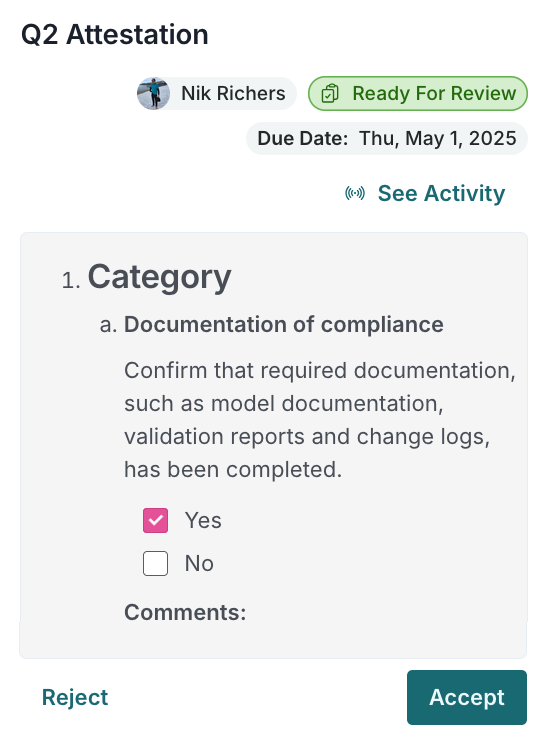 Q2 Attestation
Nik Richers
Ready For Review
Due Date: Thu, May 1, 2025
See Activity
1. Category
a. Documentation of compliance
Confirm that required documentation,
such as model documentation,
validation reports and change logs,
has been completed.
Yes
No
Comments:
Reject
Accept